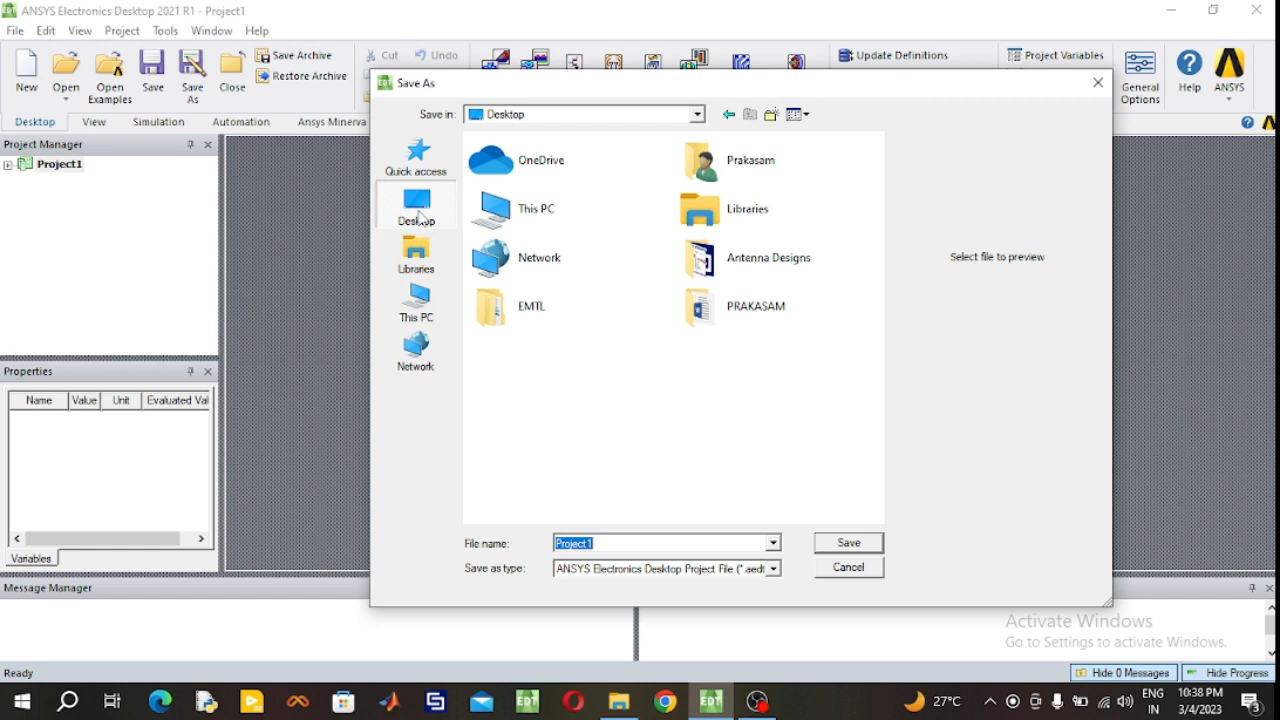 ANSYS Electronics Desktop 2021 R1 - Project1
File Edit View Project Tools Window Help
New
Open
Open Examples
Save
Save As
Close
Save Archive
Restore Archive
Cut
Undo
Update Definitions
Project Variables
General Options
Help
ANSYS
Desktop View Simulation Automation Ansys Minerva
Project Manager
Project1
Properties
Name Value Unit Evaluated Val
Variables
Save As
Save in: Desktop
Quick access
Desktop
Libraries
This PC
Network
OneDrive
Prakasam
This PC
Libraries
Network
Antenna Designs
EMTL
PRAKASAM
Select file to preview
File name: Project1
Save
Save as type: ANSYS Electronics Desktop Project File (*.aedt
Cancel
Message Manager
Activate Windows
Go to Settings to activate Windows.
Ready
Hide 0 Messages
Hide Progress
EDT
EDT
27°C
ENG
IN
10:38 PM
3/4/2023
3